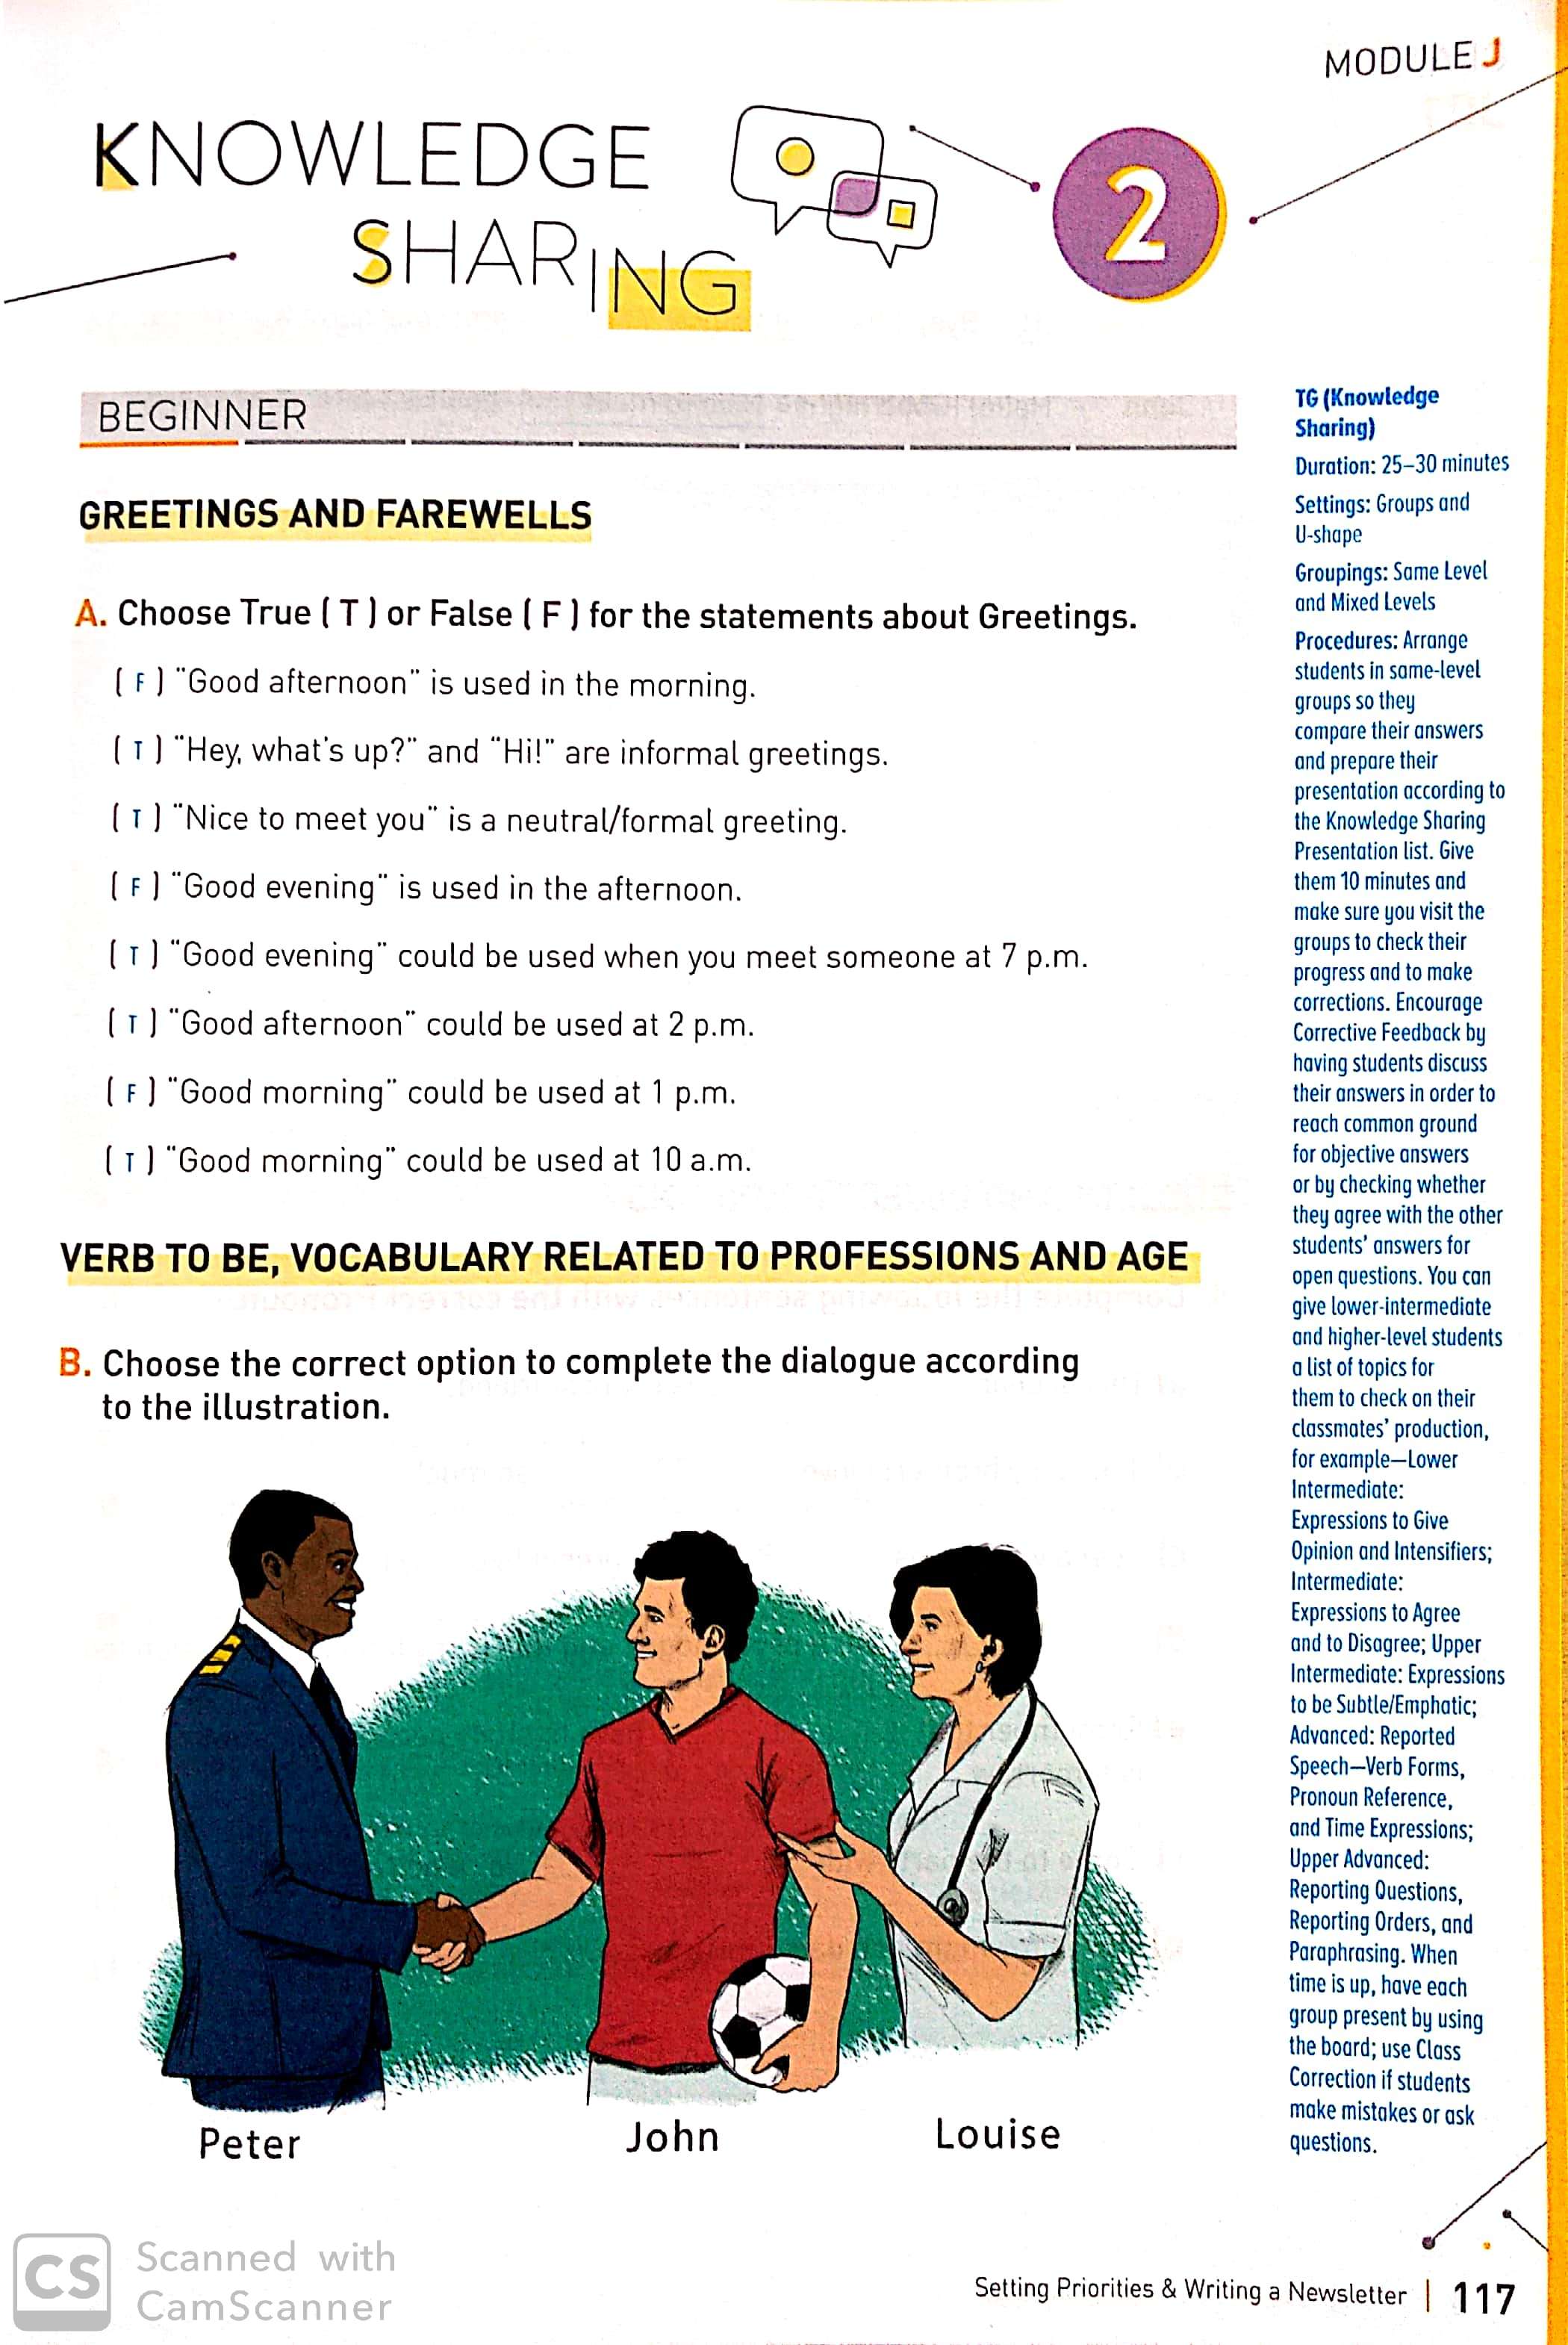 MODULE J
KNOWLEDGE
SHARING
2
BEGINNER
GREETINGS AND FAREWELLS
A. Choose True ( T ) or False ( F ) for the statements about Greetings.
( F ) "Good afternoon" is used in the morning.
( T ) "Hey, what's up?" and "Hi!" are informal greetings.
( T ) "Nice to meet you" is a neutral/formal greeting.
( F ) "Good evening" is used in the afternoon.
( T ) "Good evening" could be used when you meet someone at 7 p.m.
( T ) "Good afternoon" could be used at 2 p.m.
( F ) "Good morning" could be used at 1 p.m.
( T ) "Good morning" could be used at 10 a.m.
VERB TO BE, VOCABULARY RELATED TO PROFESSIONS AND AGE
B. Choose the correct option to complete the dialogue according
to the illustration.
Peter
John
Louise
TG (Knowledge
Sharing)
Duration: 25–30 minutes
Settings: Groups and
U-shape
Groupings: Same Level
and Mixed Levels
Procedures: Arrange
students in same-level
groups so they
compare their answers
and prepare their
presentation according to
the Knowledge Sharing
Presentation list. Give
them 10 minutes and
make sure you visit the
groups to check their
progress and to make
corrections. Encourage
Corrective Feedback by
having students discuss
their answers in order to
reach common ground
for objective answers
or by checking whether
they agree with the other
students' answers for
open questions. You can
give lower-intermediate
and higher-level students
a list of topics for
them to check on their
classmates' production,
for example—Lower
Intermediate:
Expressions to Give
Opinion and Intensifiers;
Intermediate:
Expressions to Agree
and to Disagree; Upper
Intermediate: Expressions
to be Subtle/Emphatic;
Advanced: Reported
Speech—Verb Forms,
Pronoun Reference,
and Time Expressions;
Upper Advanced:
Reporting Questions,
Reporting Orders, and
Paraphrasing. When
time is up, have each
group present by using
the board; use Class
Correction if students
make mistakes or ask
questions.
CS
Scanned with
CamScanner
Setting Priorities & Writing a Newsletter | 117